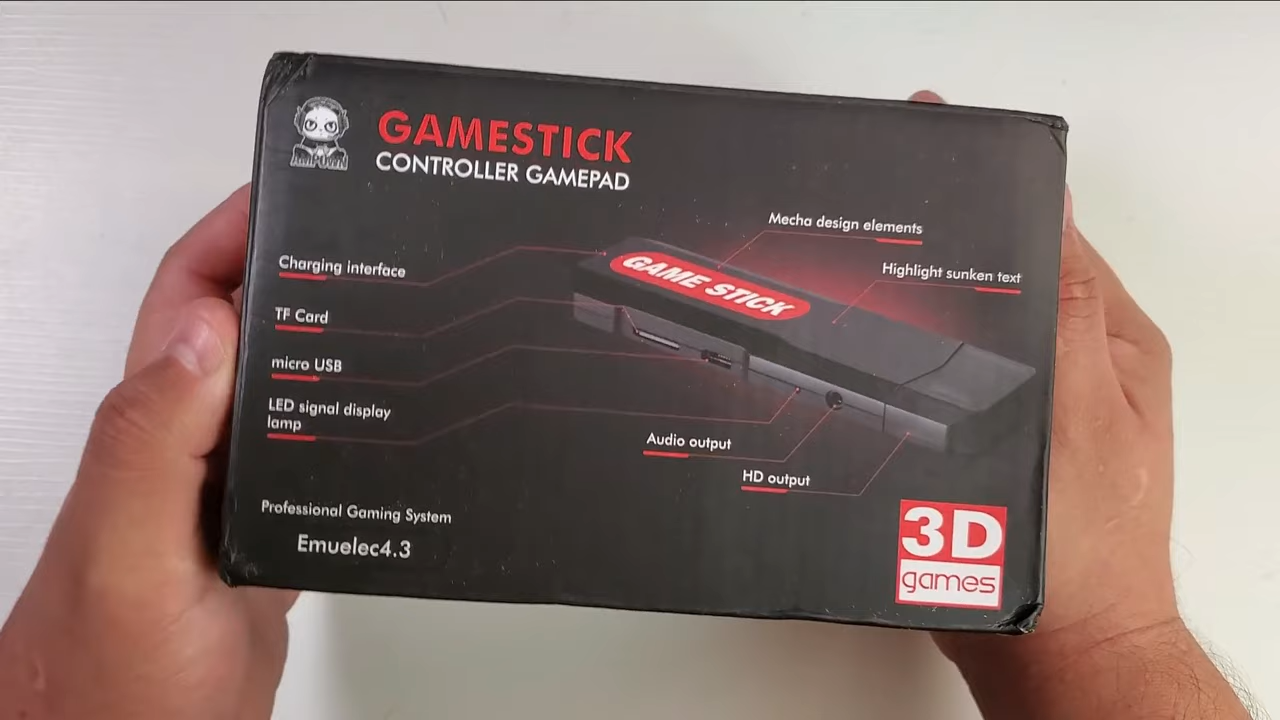 AMPOWN
GAMESTICK
CONTROLLER GAMEPAD
Mecha design elements
Highlight sunken text
Charging interface
TF Card
micro USB
LED signal display
lamp
GAME STICK
Audio output
HD output
Professional Gaming System
Emuelec4.3
3D
games